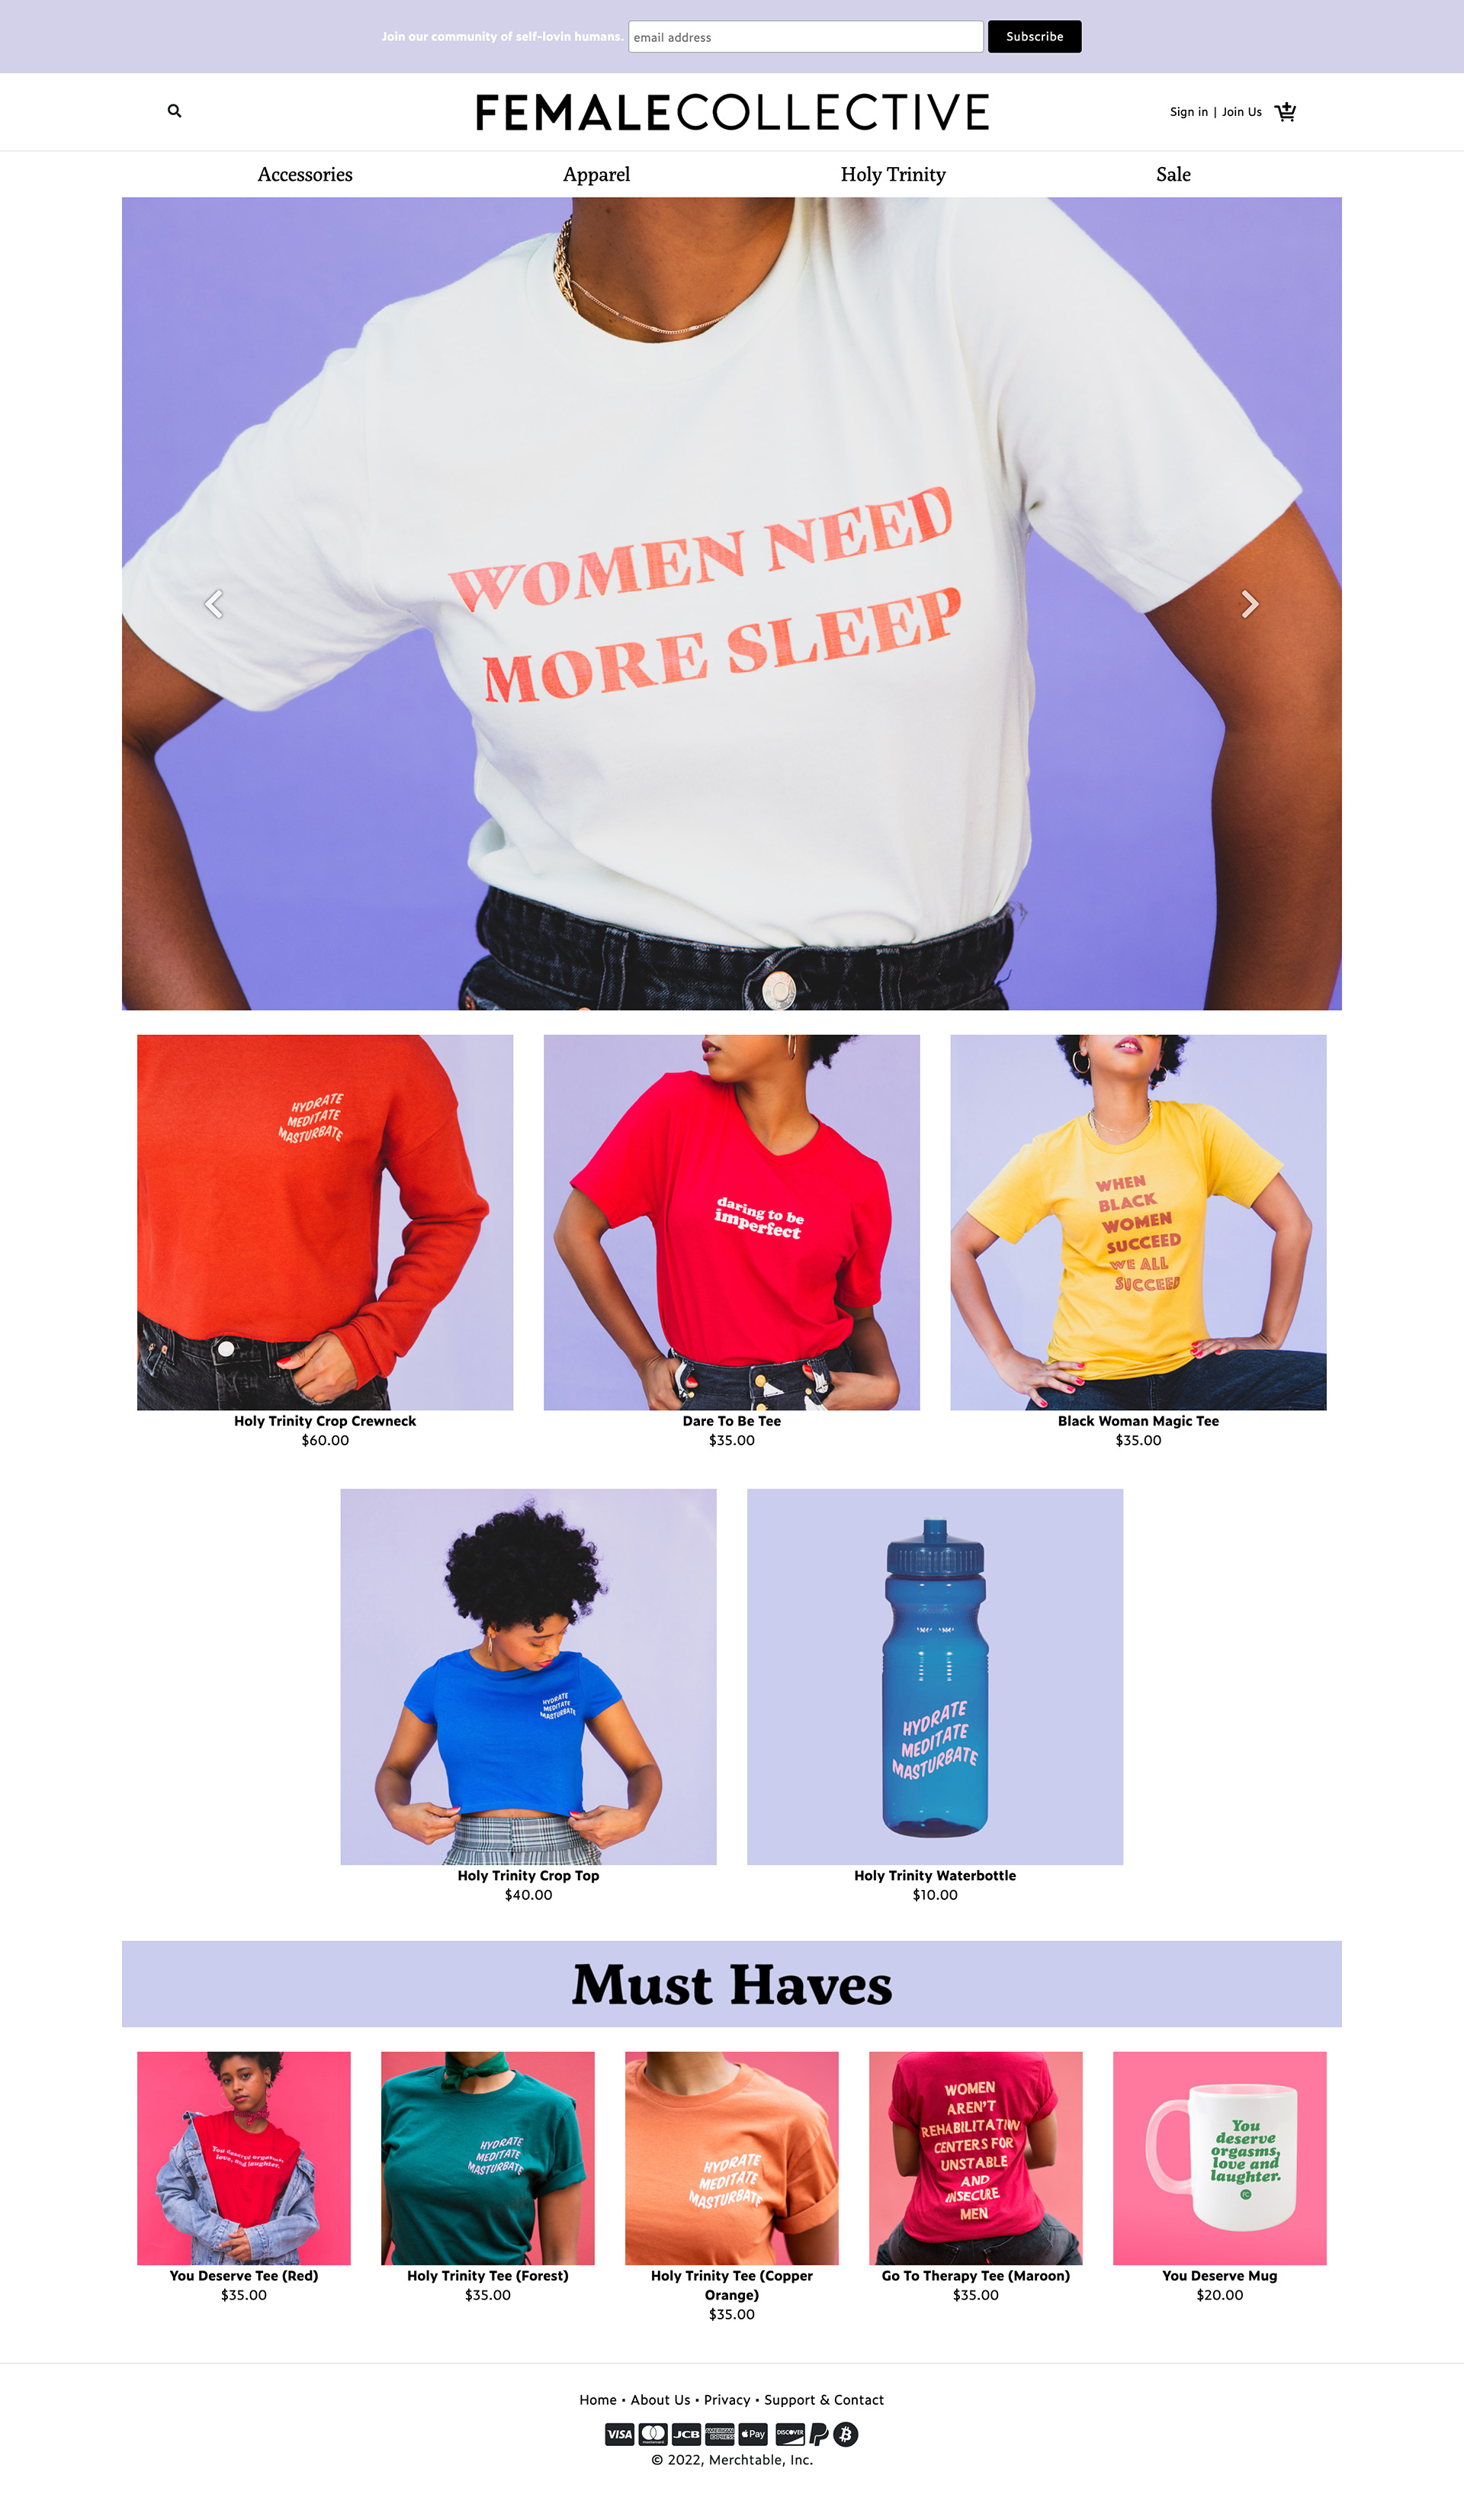 Join our community of self-lovin humans. email address Subscribe
FEMALECOLLECTIVE
Sign in | Join Us
Accessories Apparel Holy Trinity Sale
WOMEN NEED
MORE SLEEP
HYDRATE
MEDITATE
MASTURBATE
daring to be
imperfect
WHEN
BLACK
WOMEN
SUCCEED
WE ALL
SUCCEED
Holy Trinity Crop Crewneck
$60.00
Dare To Be Tee
$35.00
Black Woman Magic Tee
$35.00
HYDRATE
MEDITATE
MASTURBATE
HYDRATE
MEDITATE
MASTURBATE
Holy Trinity Crop Top
$40.00
Holy Trinity Waterbottle
$10.00
Must Haves
You deserve orgasms,
love, and laughter.
HYDRATE
MEDITATE
MASTURBATE
HYDRATE
MEDITATE
MASTURBATE
WOMEN
AREN'T
REHABILITATION
CENTERS FOR
UNSTABLE
AND
INSECURE
MEN
You
deserve
orgasms,
love and
laughter.
FC
You Deserve Tee (Red)
$35.00
Holy Trinity Tee (Forest)
$35.00
Holy Trinity Tee (Copper
Orange)
$35.00
Go To Therapy Tee (Maroon)
$35.00
You Deserve Mug
$20.00
Home • About Us • Privacy • Support & Contact
VISA mastercard JCB AMERICAN EXPRESS Pay DISCOVER
© 2022, Merchtable, Inc.